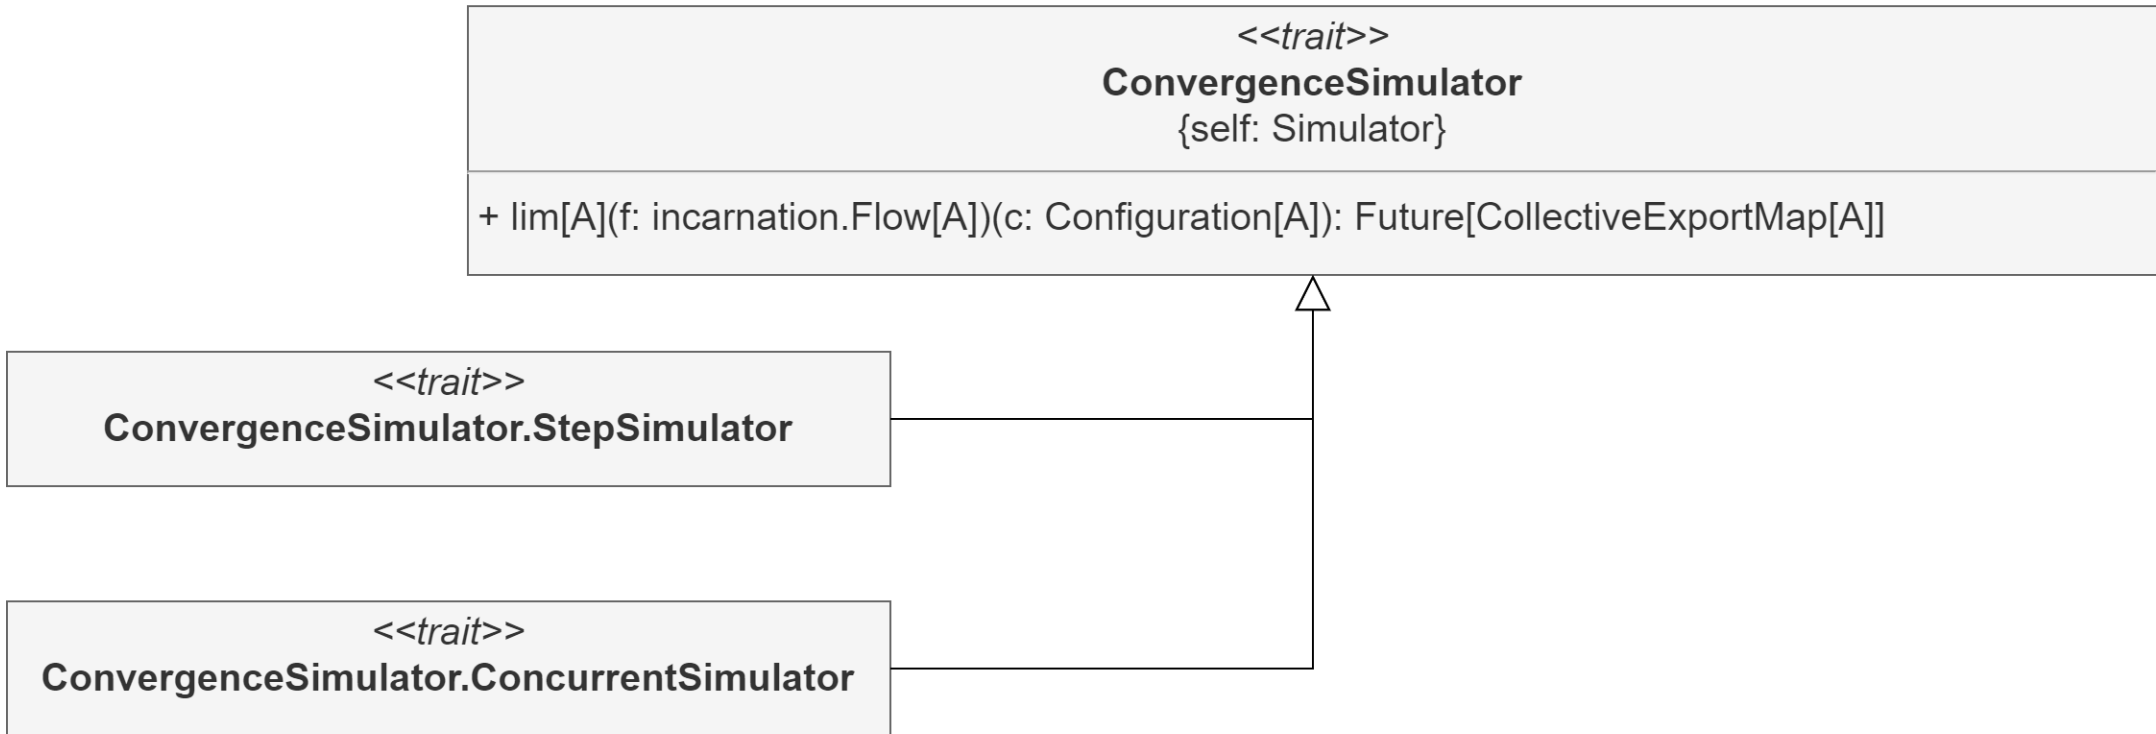 <<trait>>
ConvergenceSimulator
{self: Simulator}
+ lim[A](f: incarnation.Flow[A])(c: Configuration[A]): Future[CollectiveExportMap[A]]
<<trait>>
ConvergenceSimulator.StepSimulator
<<trait>>
ConvergenceSimulator.ConcurrentSimulator